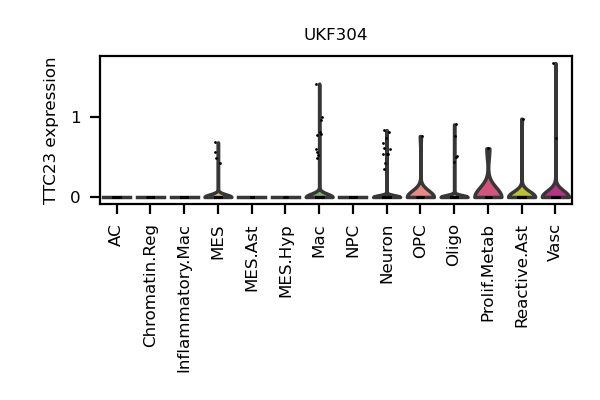 UKF304
TTC23 expression
1
0
AC
Chromatin.Reg
Inflammatory.Mac
MES
MES.Ast
MES.Hyp
Mac
NPC
Neuron
OPC
Oligo
Prolif.Metab
Reactive.Ast
Vasc